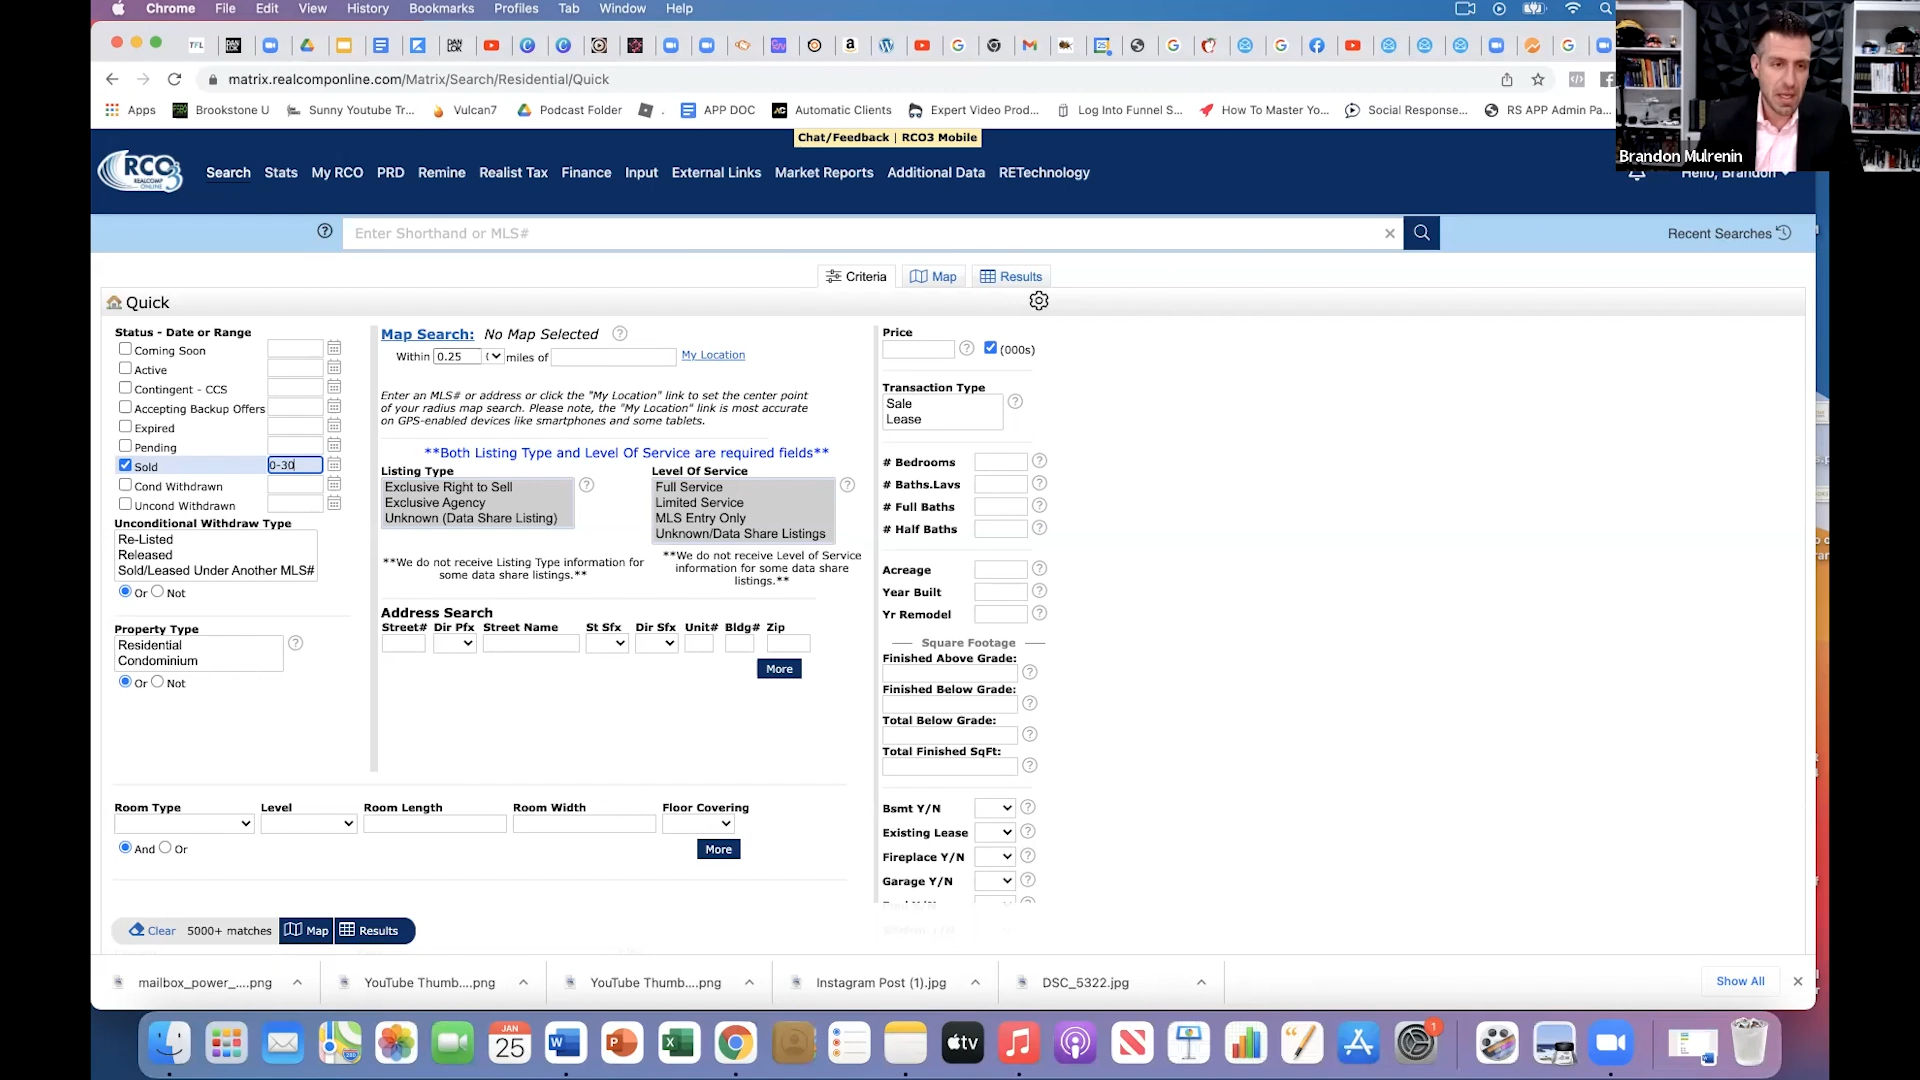 Chrome File Edit View History Bookmarks Profiles Tab Window Help
matrix.realcomponline.com/Matrix/Search/Residential/Quick
Apps Brookstone U Sunny Youtube Tr... Vulcan7 Podcast Folder . APP DOC Automatic Clients Expert Video Prod... Log Into Funnel S... How To Master Yo... Social Response... RS APP Admin Pa...
Brandon Mulrenin
Chat/Feedback | RCO3 Mobile
RCO3
REALCOMP ONLINE
Search Stats My RCO PRD Remine Realist Tax Finance Input External Links Market Reports Additional Data RETechnology
Hello, Brandon
Enter Shorthand or MLS#
Recent Searches
Criteria Map Results
Quick
Status - Date or Range
Coming Soon
Active
Contingent - CCS
Accepting Backup Offers
Expired
Pending
Sold 0-30
Cond Withdrawn
Uncond Withdrawn
Unconditional Withdraw Type
Re-Listed
Released
Sold/Leased Under Another MLS#
Or Not
Property Type
Residential
Condominium
Or Not
Map Search: No Map Selected
Within 0.25 miles of My Location
Enter an MLS# or address or click the "My Location" link to set the center point
of your radius map search. Please note, the "My Location" link is most accurate
on GPS-enabled devices like smartphones and some tablets.
**Both Listing Type and Level Of Service are required fields**
Listing Type
Exclusive Right to Sell
Exclusive Agency
Unknown (Data Share Listing)
**We do not receive Listing Type information for
some data share listings.**
Level Of Service
Full Service
Limited Service
MLS Entry Only
Unknown/Data Share Listings
**We do not receive Level of Service
information for some data share
listings.**
Address Search
Street# Dir Pfx Street Name St Sfx Dir Sfx Unit# Bldg# Zip
More
Price
(000s)
Transaction Type
Sale
Lease
# Bedrooms
# Baths.Lavs
# Full Baths
# Half Baths
Acreage
Year Built
Yr Remodel
Square Footage
Finished Above Grade:
Finished Below Grade:
Total Below Grade:
Total Finished SqFt:
Bsmt Y/N
Existing Lease
Fireplace Y/N
Garage Y/N
Room Type Level Room Length Room Width Floor Covering
And Or
More
Clear 5000+ matches Map Results
mailbox_power_....png YouTube Thumb....png YouTube Thumb....png Instagram Post (1).jpg DSC_5322.jpg Show All
JAN
25
tv
1